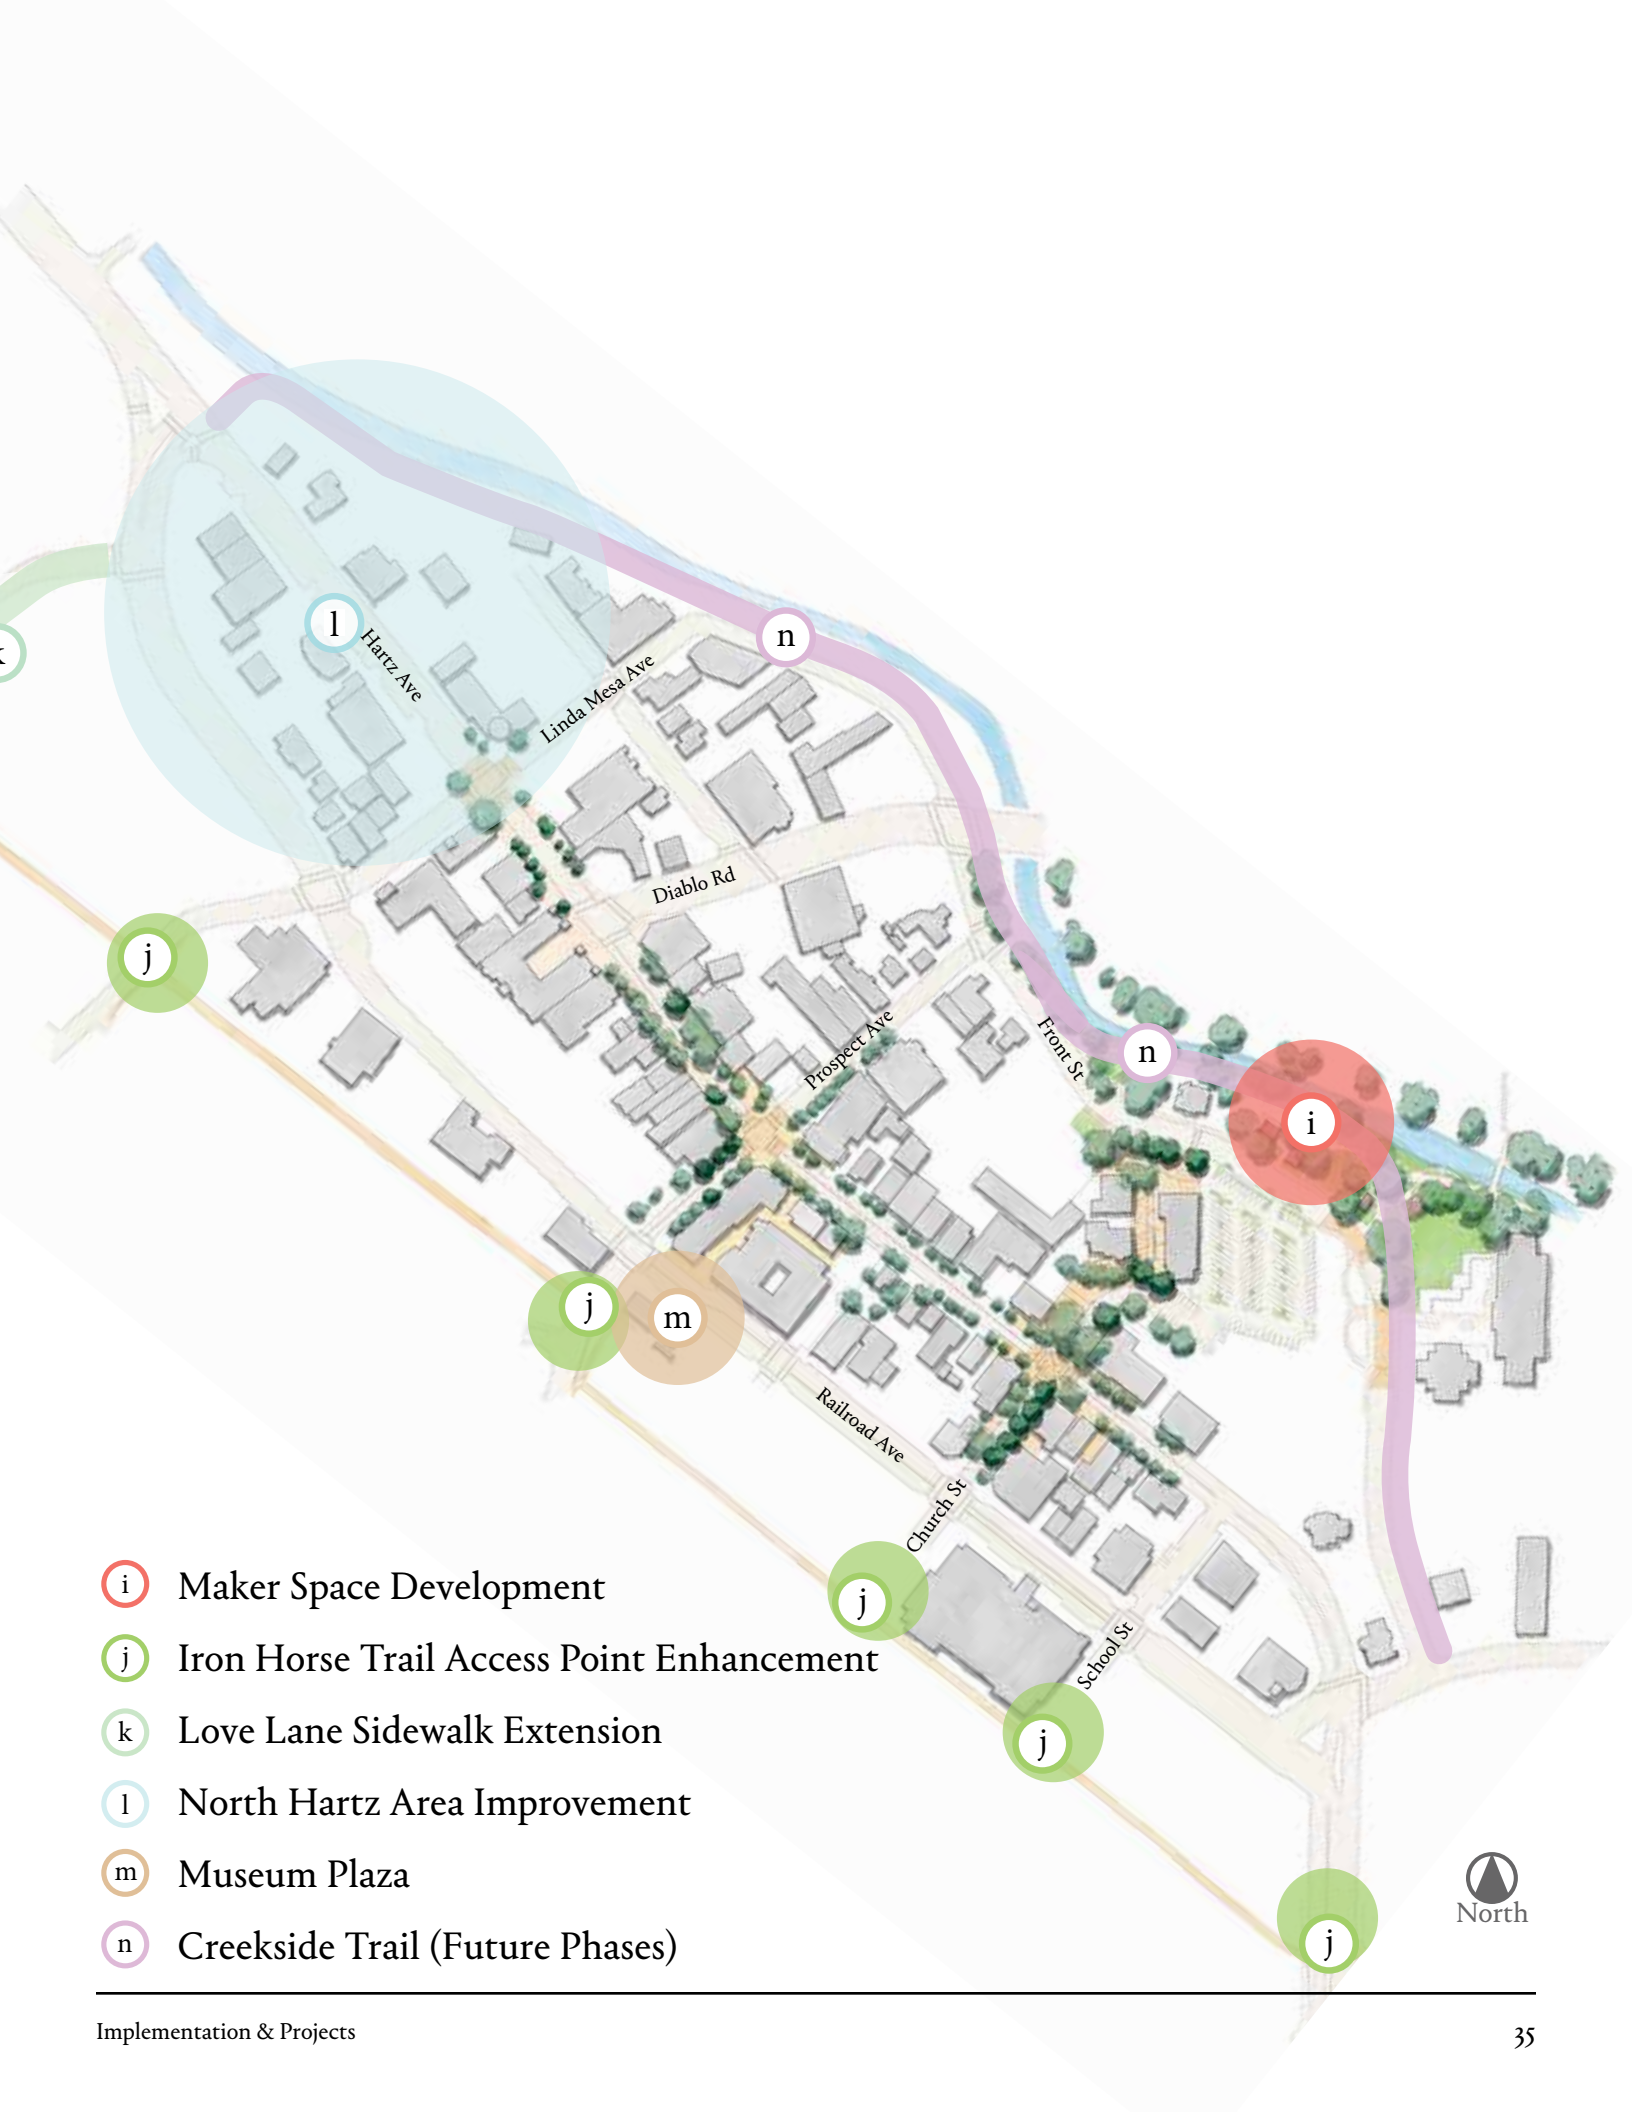 l
Hartz Ave
Linda Mesa Ave
n
k
Diablo Rd
j
Prospect Ave
Front St
n
i
j
m
Railroad Ave
Church St
j
School St
j
j
North
i Maker Space Development
j Iron Horse Trail Access Point Enhancement
k Love Lane Sidewalk Extension
l North Hartz Area Improvement
m Museum Plaza
n Creekside Trail (Future Phases)
Implementation & Projects
35